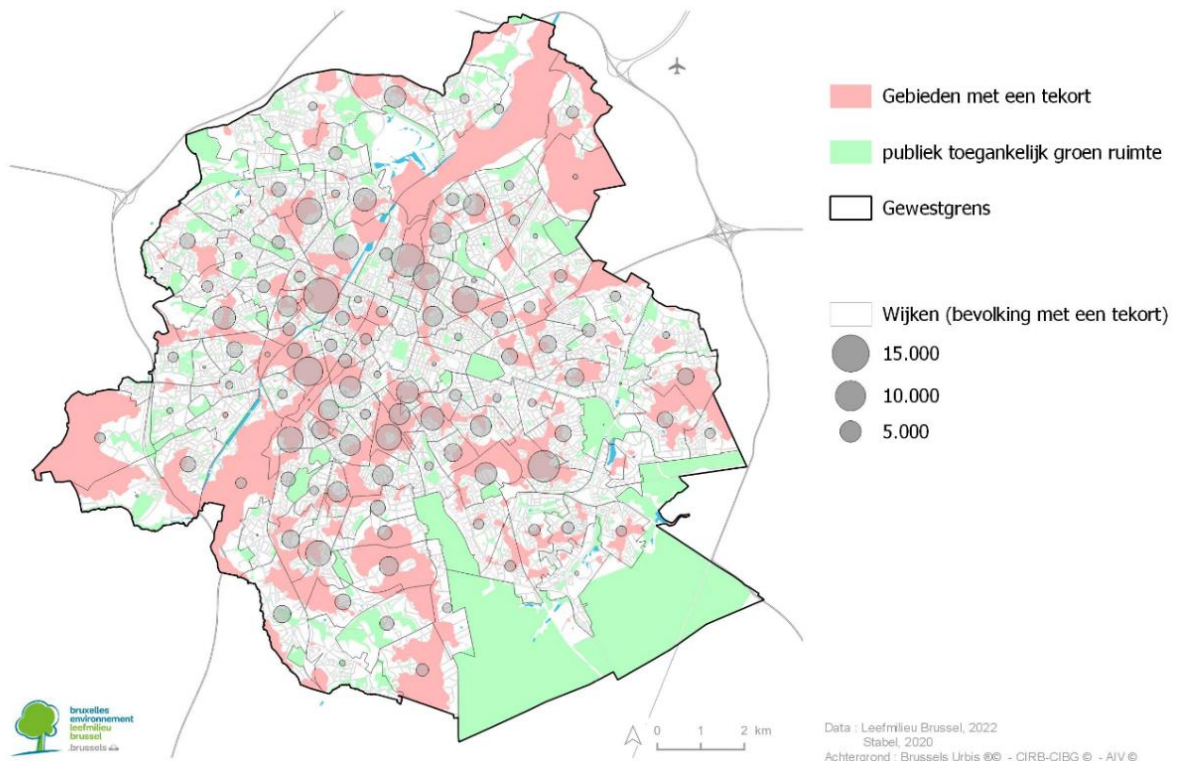 Gebieden met een tekort
publiek toegankelijk groen ruimte
Gewestgrens
Wijken (bevolking met een tekort)
15.000
10.000
5.000
bruxelles
environnement
leefmilieu
brussel
.brussels
0 1 2 km
Data : Leefmilieu Brussel, 2022
Stabel, 2020
Achtergrond : Brussels Urbis ®© - CIRB-CIBG © - AIV ©